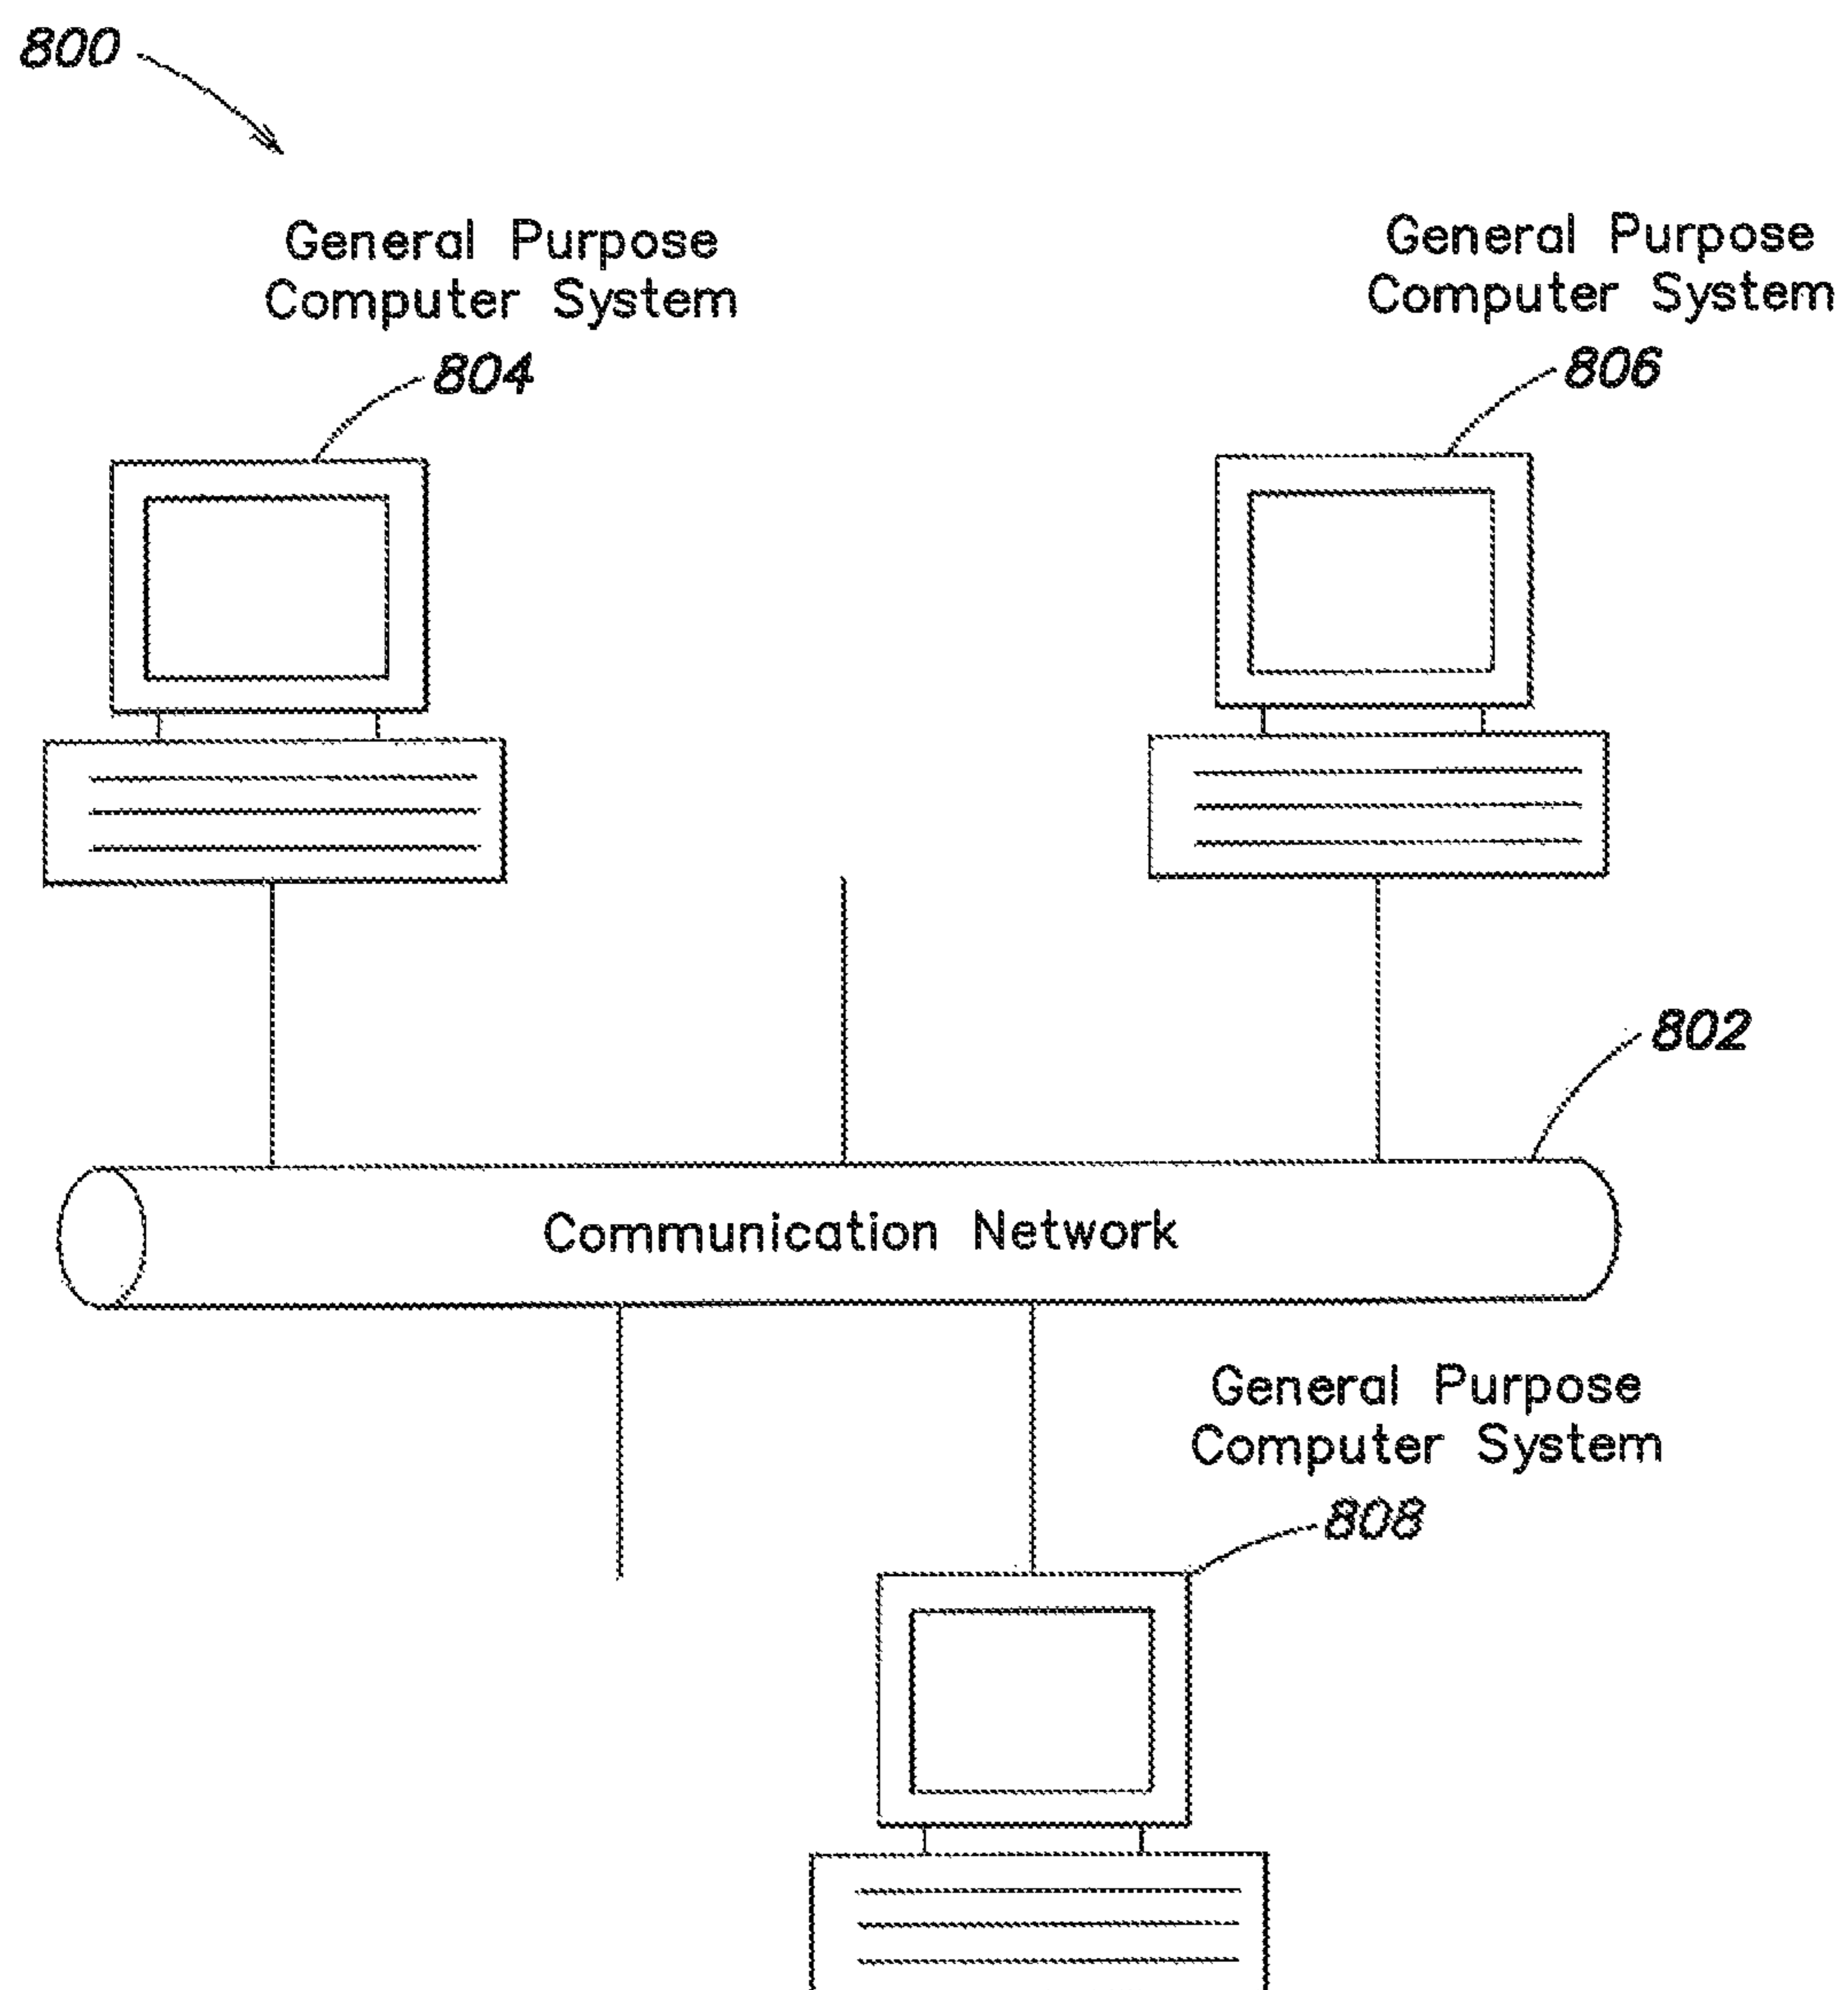 800
General Purpose
Computer System
804
General Purpose
Computer System
806
802
Communication Network
General Purpose
Computer System
808